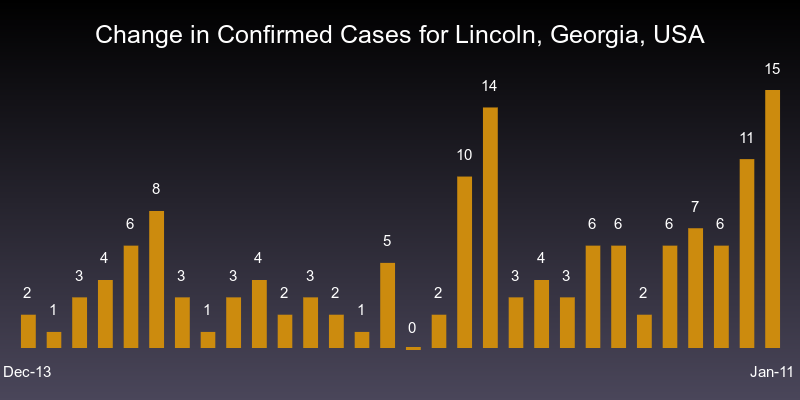 Change in Confirmed Cases for Lincoln, Georgia, USA
2 1 3 4 6 8 3 1 3 4 2 3 2 1 5 0 2 10 14 3 4 3 6 6 2 6 7 6 11 15
Dec-13 Jan-11